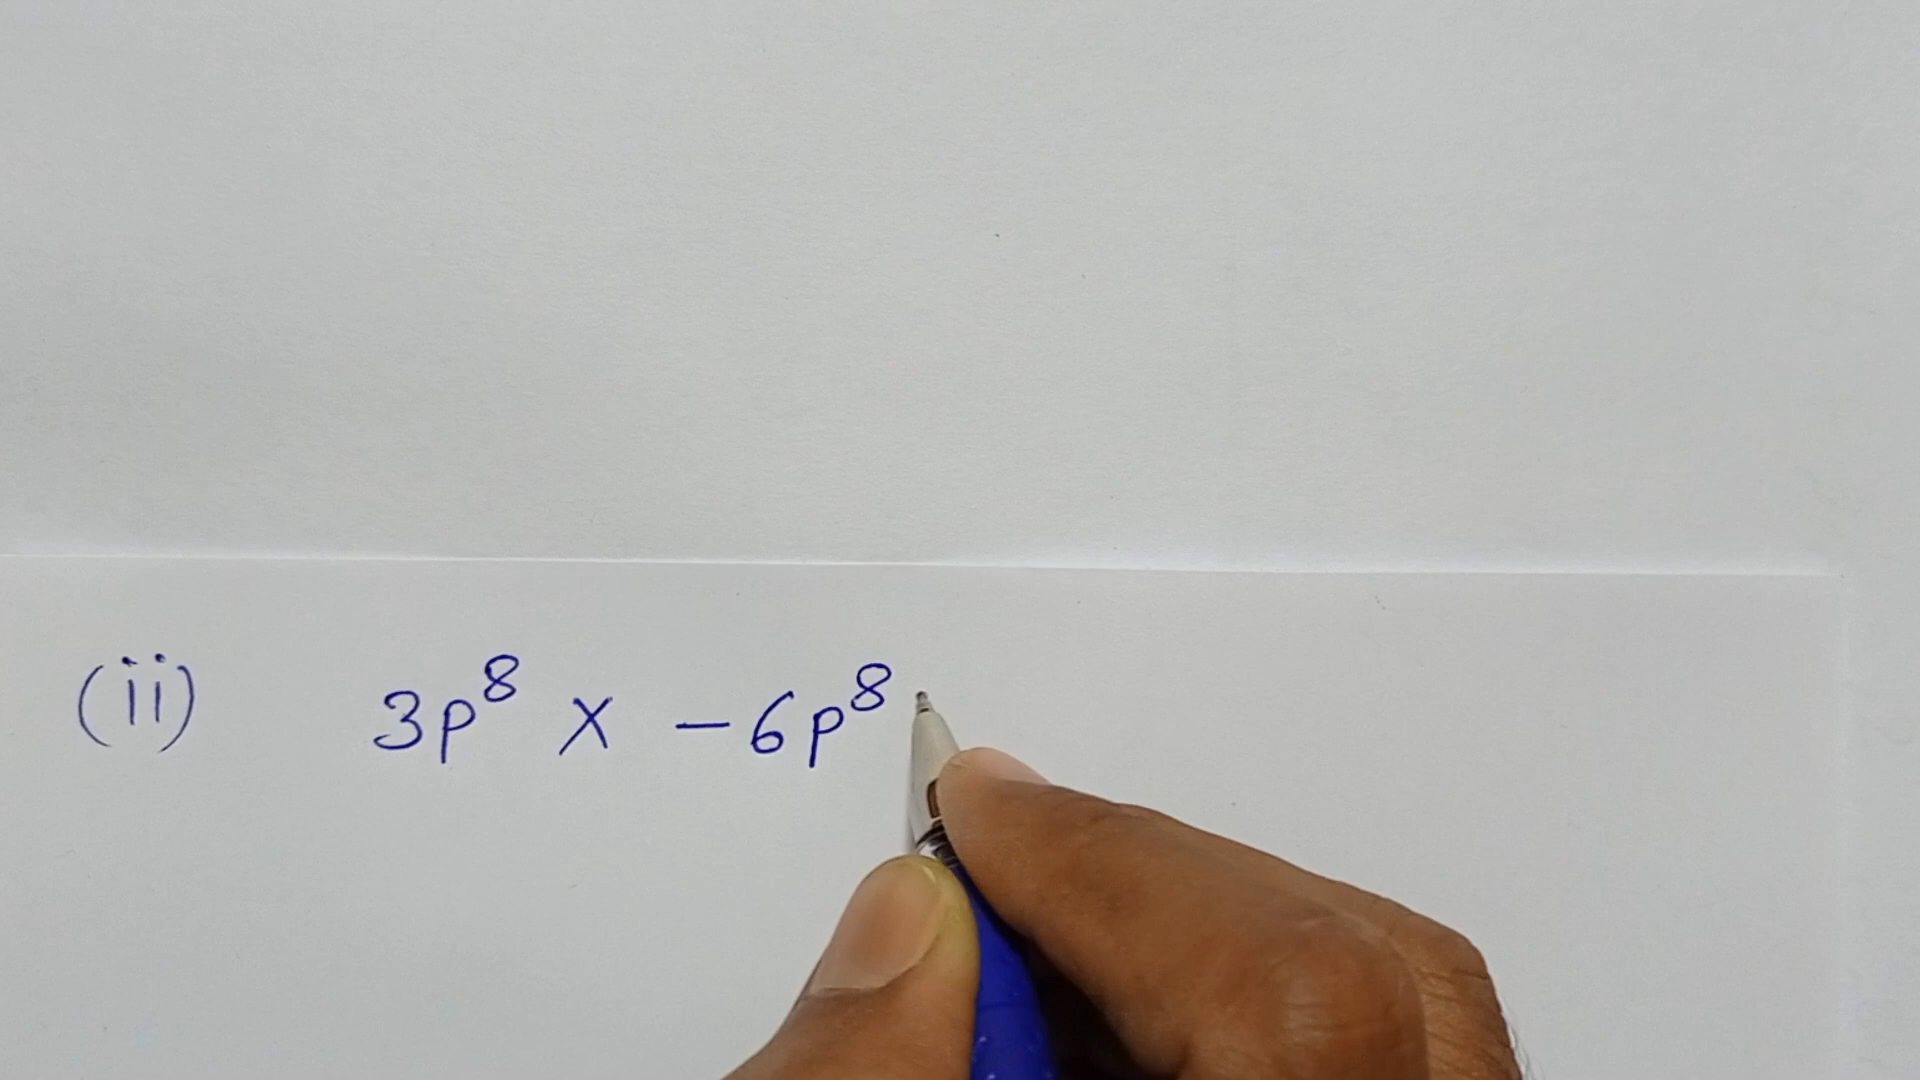 (ii) 3p⁸ x - 6p⁸